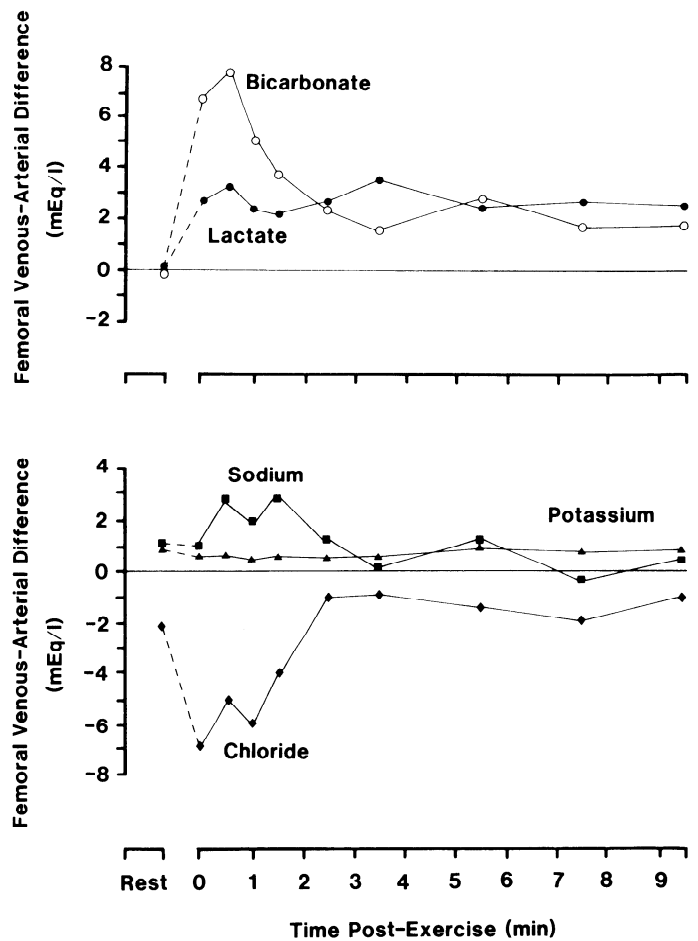 Femoral Venous-Arterial Difference
(mEq/l)
8
6
4
2
0
-2
Bicarbonate
Lactate
Femoral Venous-Arterial Difference
(mEq/l)
4
2
0
-2
-4
-6
-8
Sodium
Potassium
Chloride
Rest 0 1 2 3 4 5 6 7 8 9
Time Post-Exercise (min)